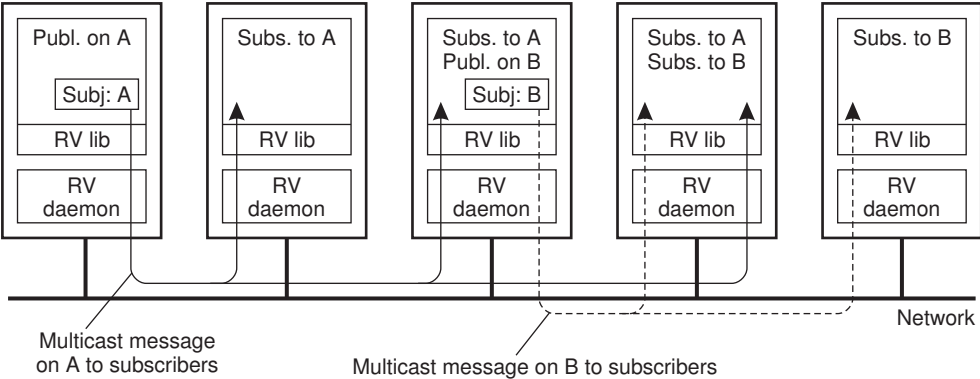 Publ. on A
Subj: A
RV lib
RV
daemon
Subs. to A
RV lib
RV
daemon
Subs. to A
Publ. on B
Subj: B
RV lib
RV
daemon
Subs. to A
Subs. to B
RV lib
RV
daemon
Subs. to B
RV lib
RV
daemon
Network
Multicast message
on A to subscribers
Multicast message on B to subscribers